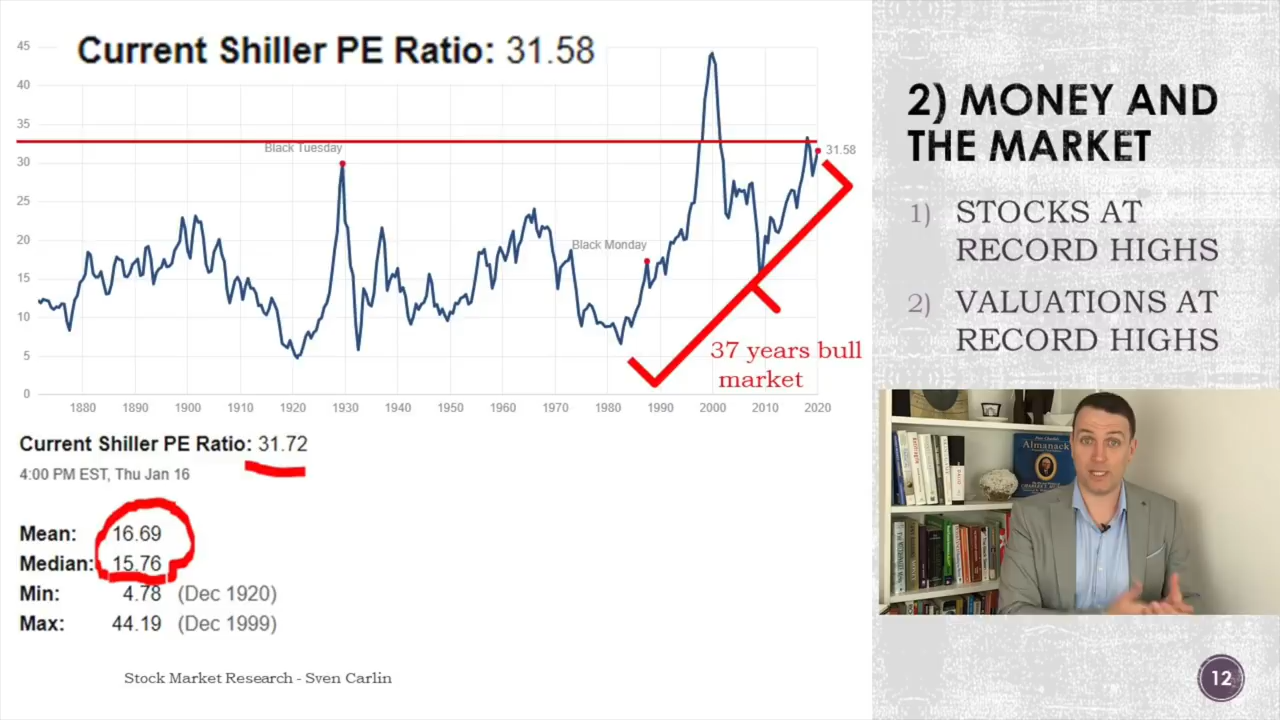 Current Shiller PE Ratio: 31.58
45
40
35
30
25
20
15
10
5
0
Black Tuesday
Black Monday
31.58
37 years bull
market
1880
1890
1900
1910
1920
1930
1940
1950
1960
1970
1980
1990
2000
2010
2020
Current Shiller PE Ratio: 31.72
4:00 PM EST, Thu Jan 16
Mean: 16.69
Median: 15.76
Min: 4.78 (Dec 1920)
Max: 44.19 (Dec 1999)
Stock Market Research - Sven Carlin
2) MONEY AND
THE MARKET
1) STOCKS AT
RECORD HIGHS
2) VALUATIONS AT
RECORD HIGHS
Almanack
12